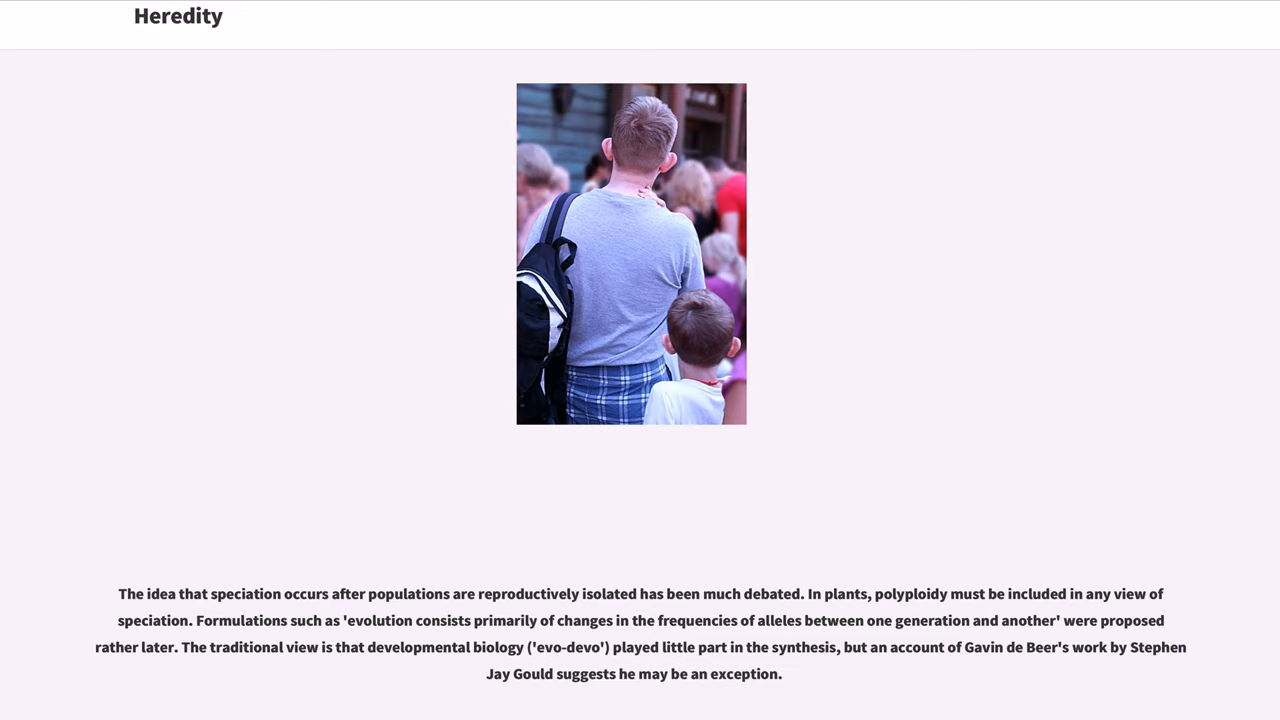 Heredity
The idea that speciation occurs after populations are reproductively isolated has been much debated. In plants, polyploidy must be included in any view of
speciation. Formulations such as 'evolution consists primarily of changes in the frequencies of alleles between one generation and another' were proposed
rather later. The traditional view is that developmental biology ('evo-devo') played little part in the synthesis, but an account of Gavin de Beer's work by Stephen
Jay Gould suggests he may be an exception.